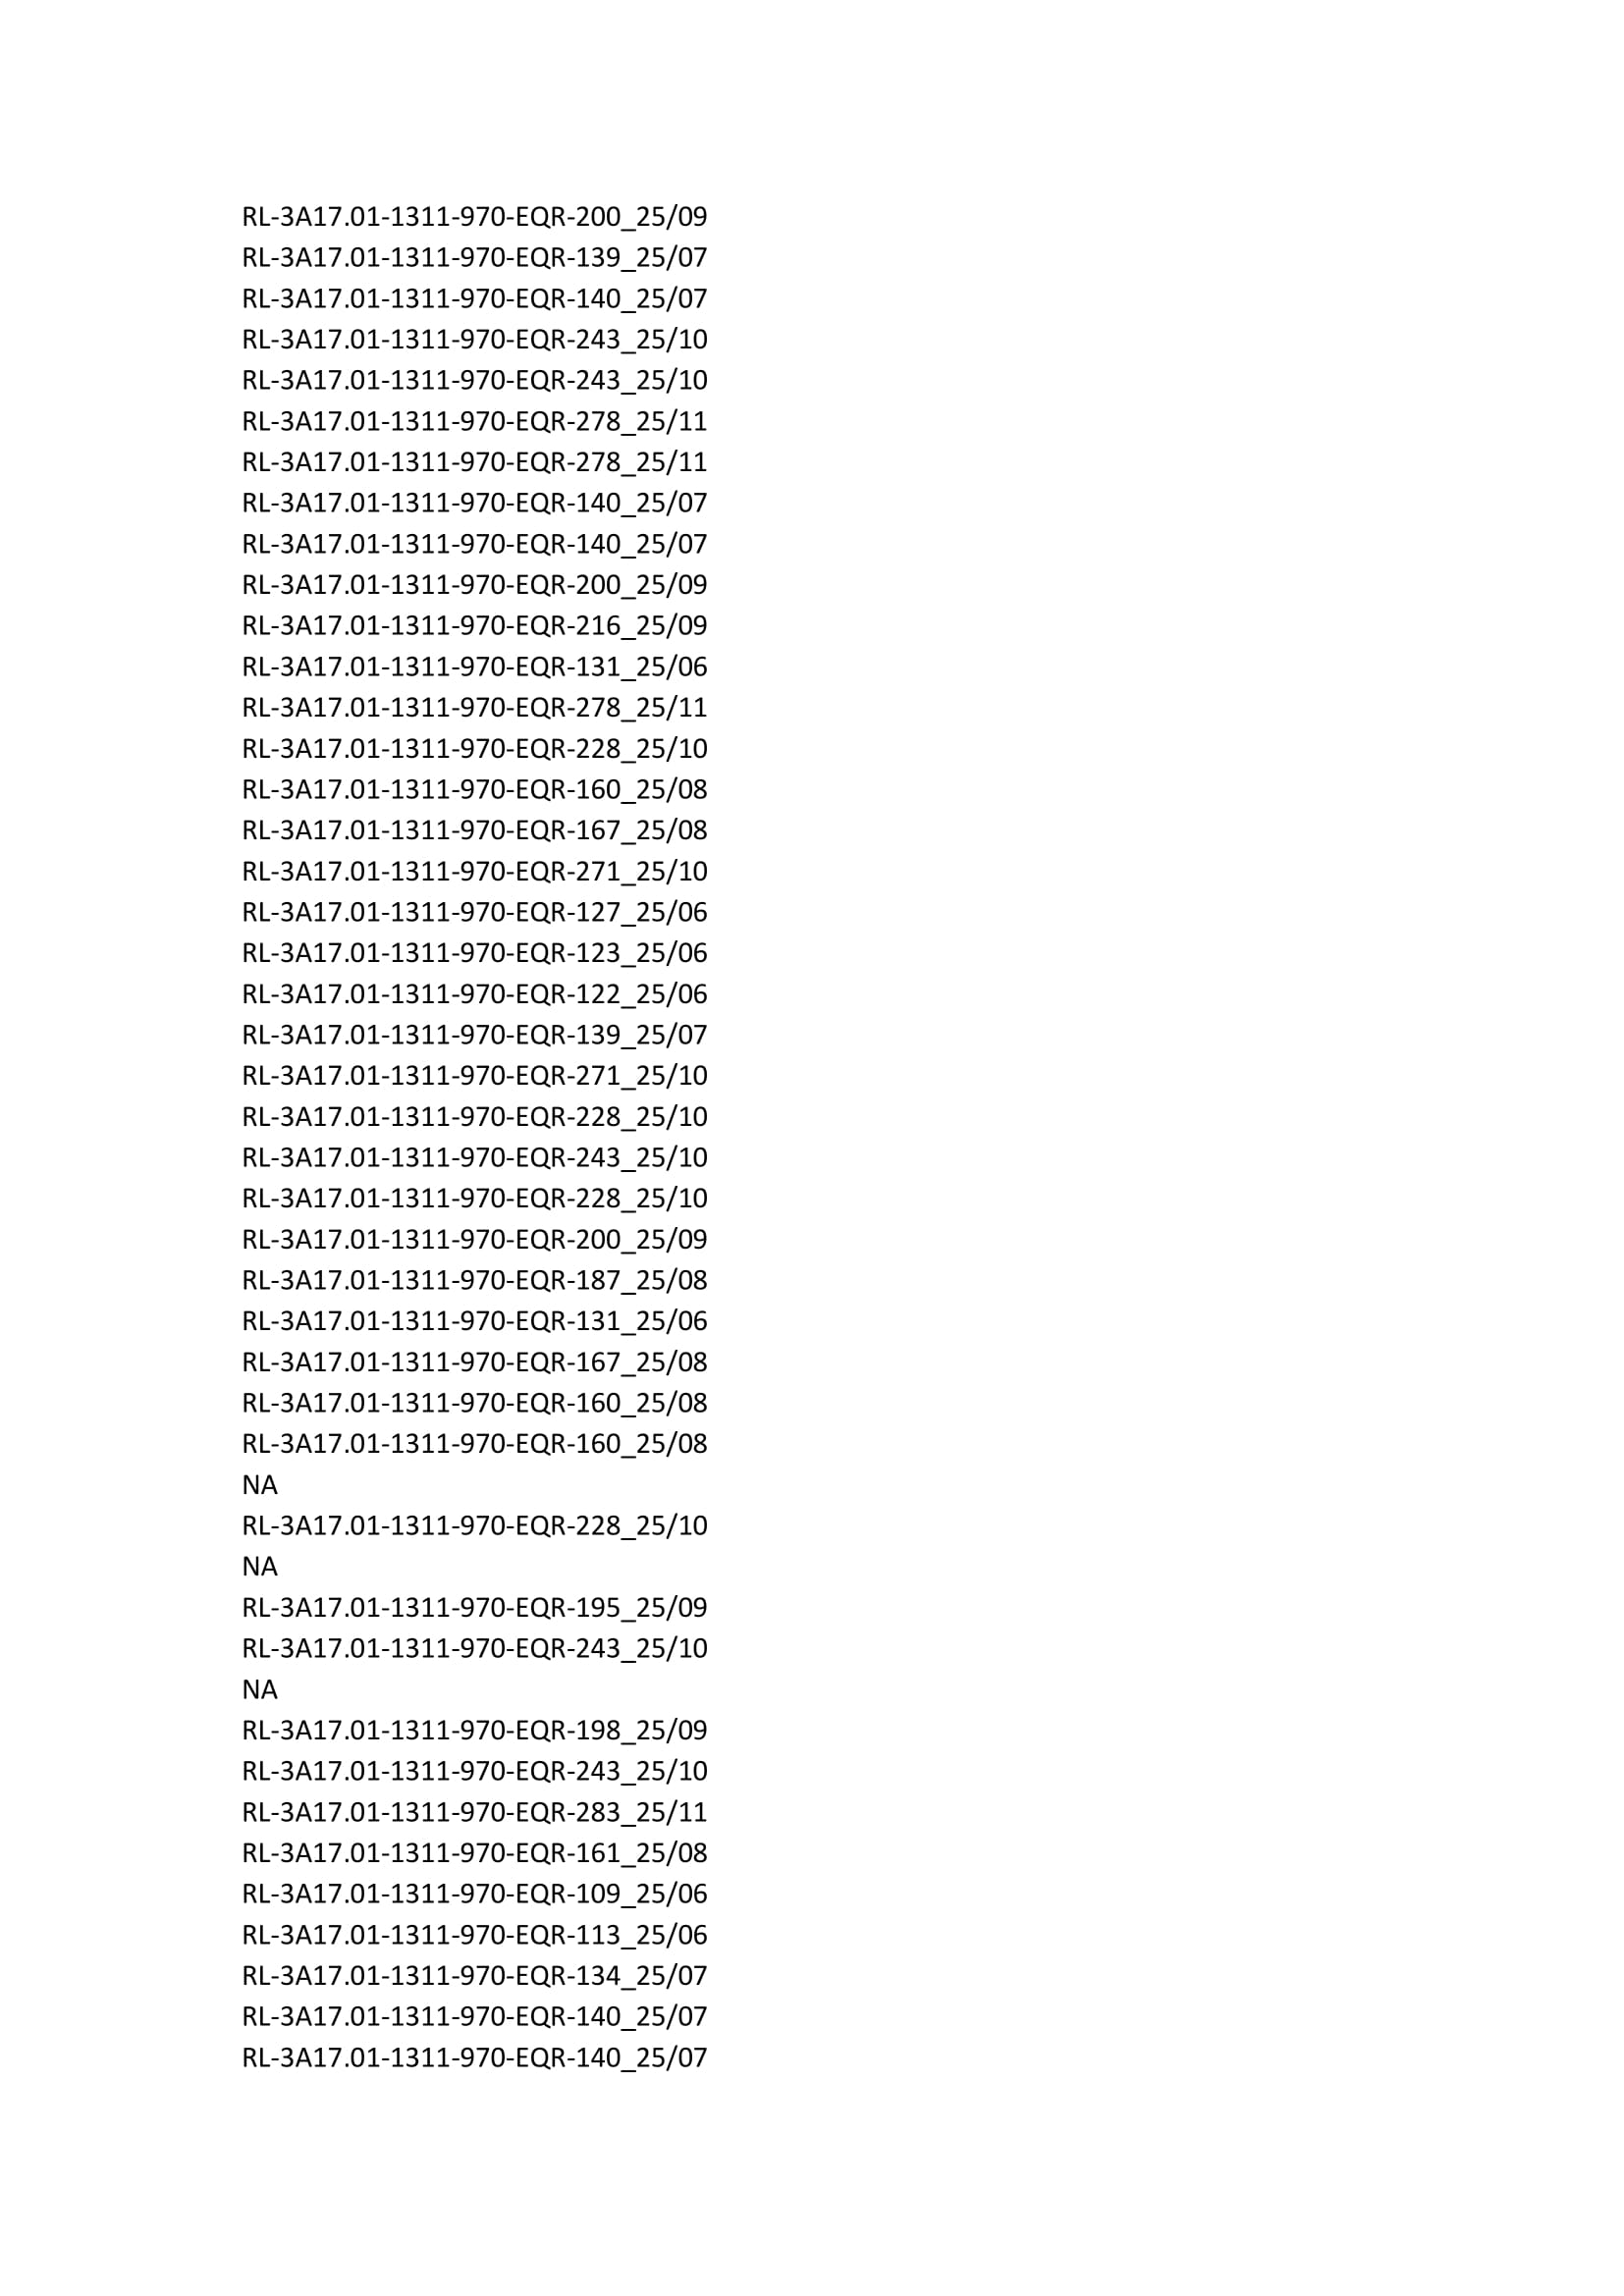 RL-3A17.01-1311-970-EQR-200_25/09
RL-3A17.01-1311-970-EQR-139_25/07
RL-3A17.01-1311-970-EQR-140_25/07
RL-3A17.01-1311-970-EQR-243_25/10
RL-3A17.01-1311-970-EQR-243_25/10
RL-3A17.01-1311-970-EQR-278_25/11
RL-3A17.01-1311-970-EQR-278_25/11
RL-3A17.01-1311-970-EQR-140_25/07
RL-3A17.01-1311-970-EQR-140_25/07
RL-3A17.01-1311-970-EQR-200_25/09
RL-3A17.01-1311-970-EQR-216_25/09
RL-3A17.01-1311-970-EQR-131_25/06
RL-3A17.01-1311-970-EQR-278_25/11
RL-3A17.01-1311-970-EQR-228_25/10
RL-3A17.01-1311-970-EQR-160_25/08
RL-3A17.01-1311-970-EQR-167_25/08
RL-3A17.01-1311-970-EQR-271_25/10
RL-3A17.01-1311-970-EQR-127_25/06
RL-3A17.01-1311-970-EQR-123_25/06
RL-3A17.01-1311-970-EQR-122_25/06
RL-3A17.01-1311-970-EQR-139_25/07
RL-3A17.01-1311-970-EQR-271_25/10
RL-3A17.01-1311-970-EQR-228_25/10
RL-3A17.01-1311-970-EQR-243_25/10
RL-3A17.01-1311-970-EQR-228_25/10
RL-3A17.01-1311-970-EQR-200_25/09
RL-3A17.01-1311-970-EQR-187_25/08
RL-3A17.01-1311-970-EQR-131_25/06
RL-3A17.01-1311-970-EQR-167_25/08
RL-3A17.01-1311-970-EQR-160_25/08
RL-3A17.01-1311-970-EQR-160_25/08
NA
RL-3A17.01-1311-970-EQR-228_25/10
NA
RL-3A17.01-1311-970-EQR-195_25/09
RL-3A17.01-1311-970-EQR-243_25/10
NA
RL-3A17.01-1311-970-EQR-198_25/09
RL-3A17.01-1311-970-EQR-243_25/10
RL-3A17.01-1311-970-EQR-283_25/11
RL-3A17.01-1311-970-EQR-161_25/08
RL-3A17.01-1311-970-EQR-109_25/06
RL-3A17.01-1311-970-EQR-113_25/06
RL-3A17.01-1311-970-EQR-134_25/07
RL-3A17.01-1311-970-EQR-140_25/07
RL-3A17.01-1311-970-EQR-140_25/07